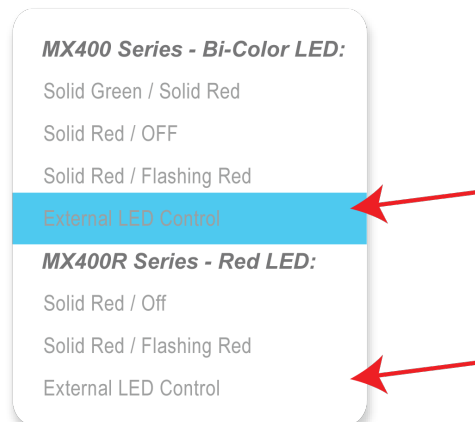 MX400 Series - Bi-Color LED:
Solid Green / Solid Red
Solid Red / OFF
Solid Red / Flashing Red
External LED Control
MX400R Series - Red LED:
Solid Red / Off
Solid Red / Flashing Red
External LED Control